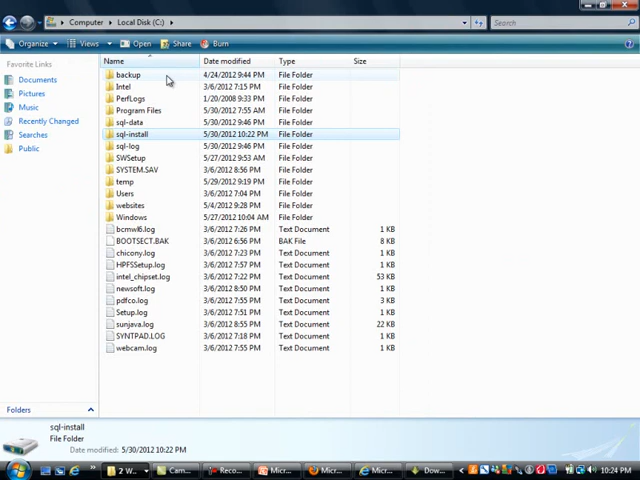 Computer ▸ Local Disk (C:) ▸ Search
Organize Views Open Share Burn
Favorite Links
Documents
Pictures
Music
Recently Changed
Searches
Public
Folders
Name Date modified Type Size
backup 4/24/2012 9:44 PM File Folder
Intel 3/6/2012 7:15 PM File Folder
PerfLogs 1/20/2008 9:33 PM File Folder
Program Files 5/30/2012 7:55 AM File Folder
sql-data 5/30/2012 9:46 PM File Folder
sql-install 5/30/2012 10:22 PM File Folder
sql-log 5/30/2012 9:46 PM File Folder
SWSetup 5/27/2012 9:53 AM File Folder
SYSTEM.SAV 3/6/2012 7:22 PM File Folder
temp 5/29/2012 9:19 PM File Folder
Users 3/6/2012 7:04 PM File Folder
websites 5/4/2012 9:28 PM File Folder
Windows 5/27/2012 10:04 AM File Folder
bcmwl6.log 3/6/2012 7:26 PM Text Document 1 KB
BOOTSECT.BAK 3/6/2012 6:56 PM BAK File 8 KB
chicony.log 3/6/2012 7:23 PM Text Document 1 KB
HPFSSetup.log 3/6/2012 7:57 PM Text Document 1 KB
intel_chipset.log 3/6/2012 7:22 PM Text Document 53 KB
newsoft.log 3/6/2012 8:50 PM Text Document 1 KB
pdfco.log 3/6/2012 7:55 PM Text Document 3 KB
Setup.log 3/6/2012 7:51 PM Text Document 1 KB
sunjava.log 3/6/2012 8:55 PM Text Document 22 KB
SYNTPAD.LOG 3/6/2012 7:18 PM Text Document 1 KB
webcam.log 3/6/2012 7:55 PM Text Document 1 KB
sql-install
File Folder
Date modified: 5/30/2012 10:22 PM
2 W... Cam... Reco... Micr... Micr... Micr... Dow... 10:24 PM